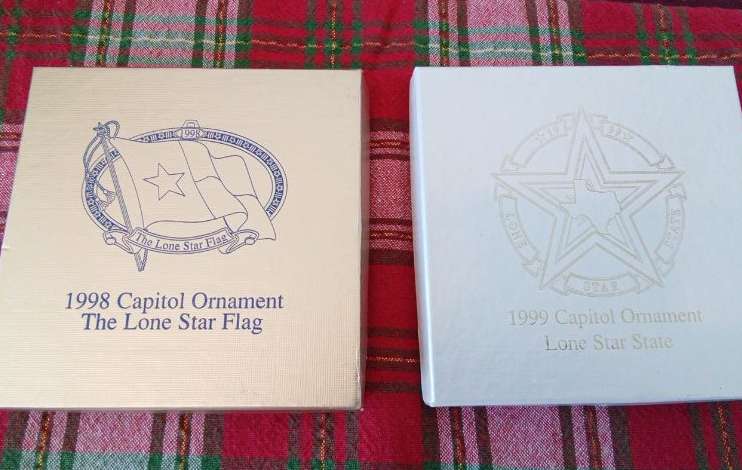 1998
The Lone Star Flag
1998 Capitol Ornament
The Lone Star Flag
LONE
STAR
STATE
1999 Capitol Ornament
Lone Star State